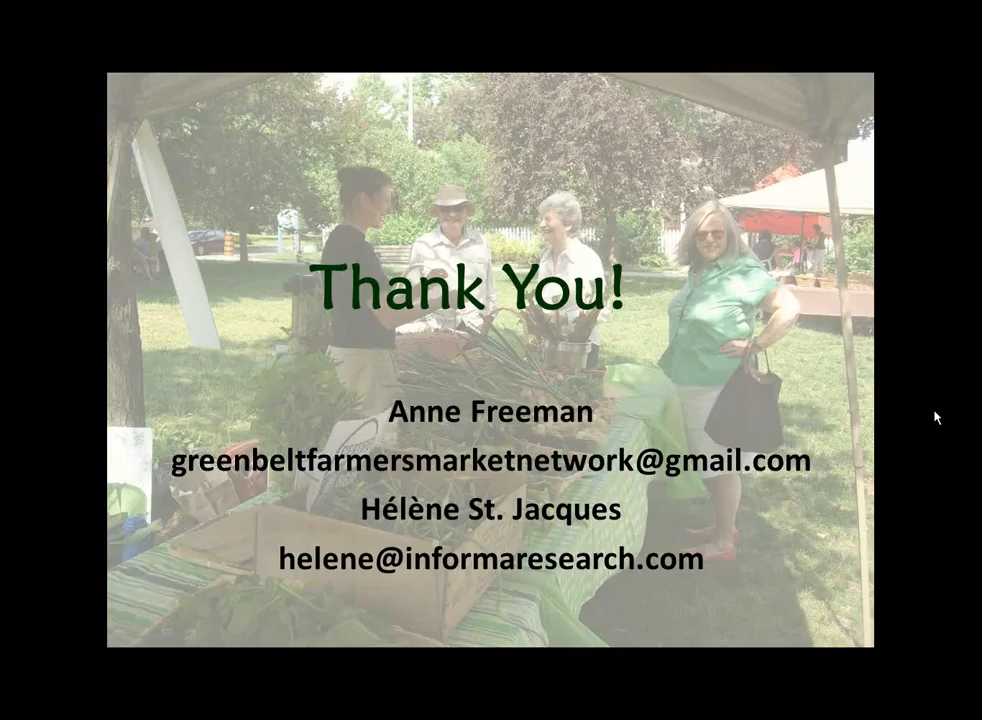 Thank You!
Anne Freeman
greenbeltfarmersmarketnetwork@gmail.com
Hélène St. Jacques
helene@informaresearch.com